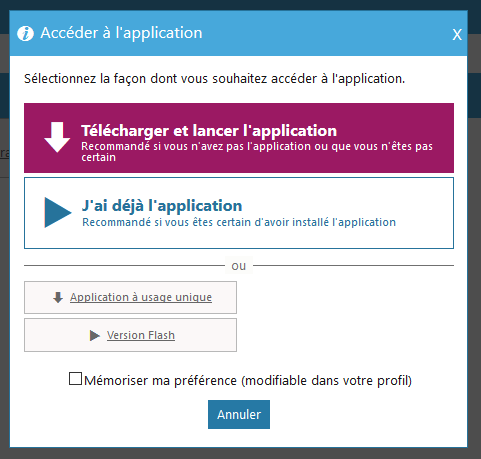 Accéder à l'application
X
Sélectionnez la façon dont vous souhaitez accéder à l'application.
Télécharger et lancer l'application
Recommandé si vous n'avez pas l'application ou que vous n'êtes pas
certain
J'ai déjà l'application
Recommandé si vous êtes certain d'avoir installé l'application
ou
Application à usage unique
Version Flash
Mémoriser ma préférence (modifiable dans votre profil)
Annuler